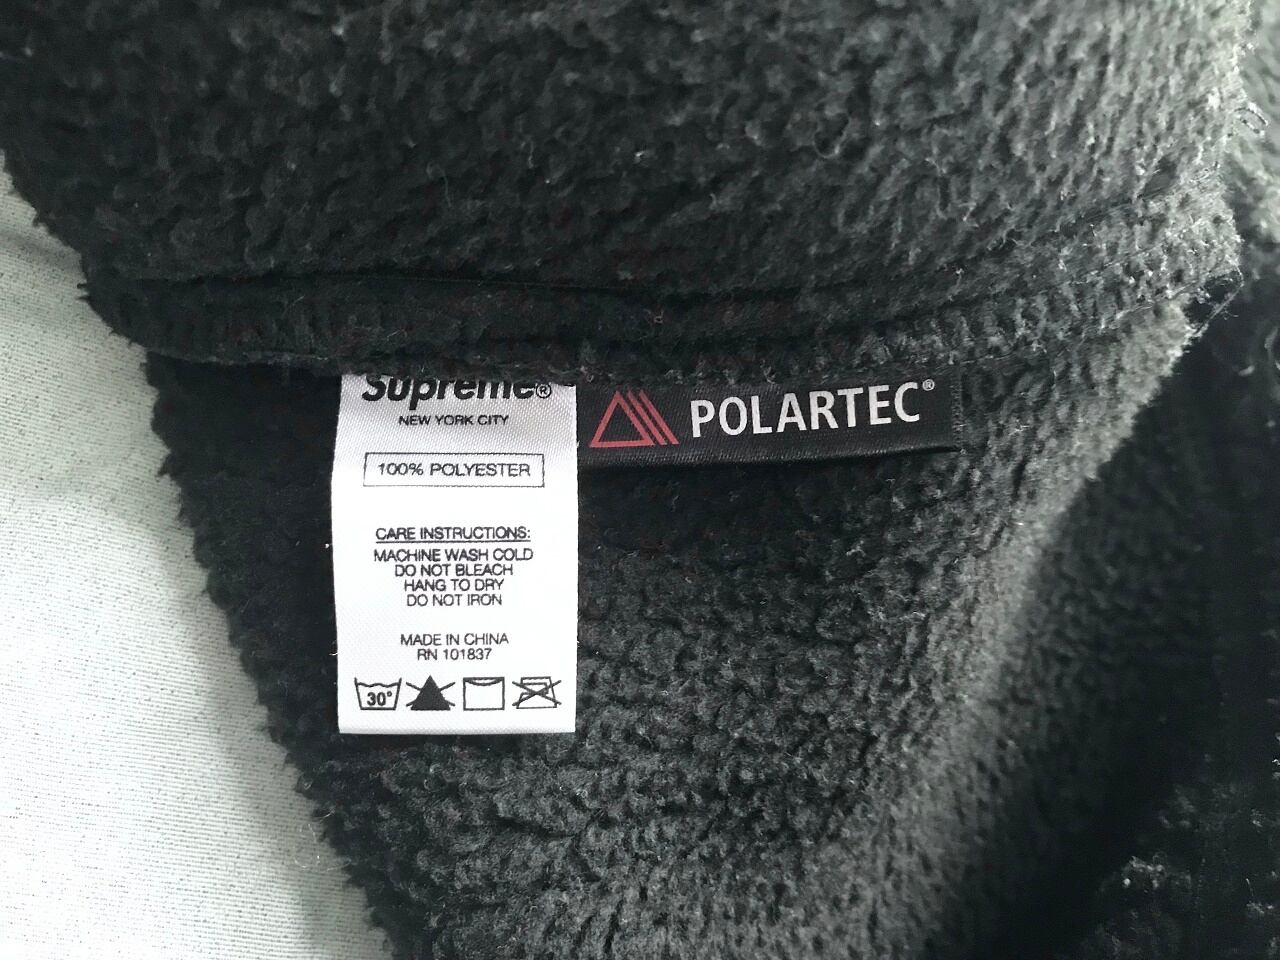 Supreme®
NEW YORK CITY
100% POLYESTER
CARE INSTRUCTIONS:
MACHINE WASH COLD
DO NOT BLEACH
HANG TO DRY
DO NOT IRON
MADE IN CHINA
RN 101837
30°
POLARTEC®